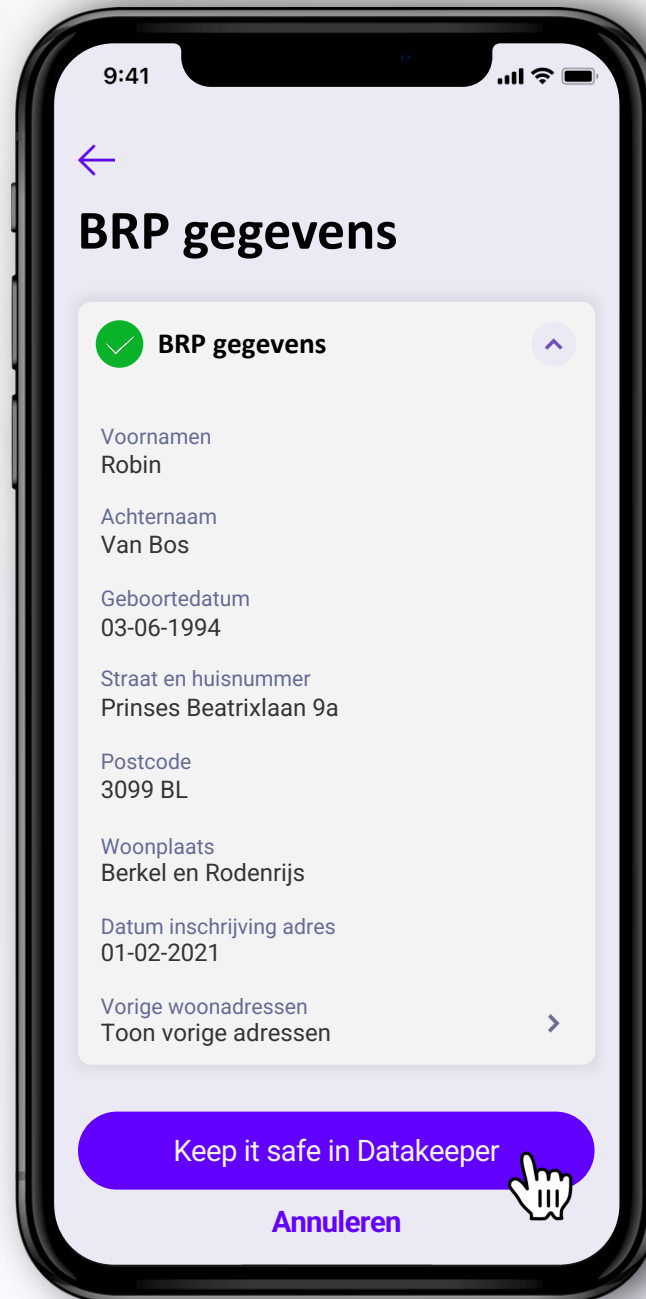 9:41
BRP gegevens
BRP gegevens
Voornamen
Robin
Achternaam
Van Bos
Geboortedatum
03-06-1994
Straat en huisnummer
Prinses Beatrixlaan 9a
Postcode
3099 BL
Woonplaats
Berkel en Rodenrijs
Datum inschrijving adres
01-02-2021
Vorige woonadressen
Toon vorige adressen
Keep it safe in Datakeeper
Annuleren